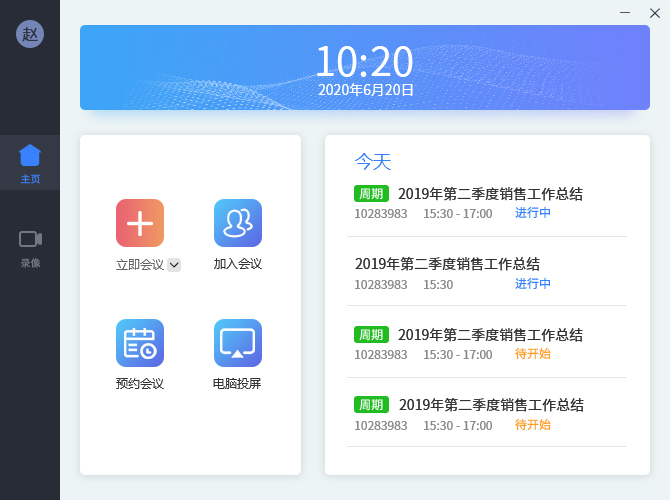 赵
主页
录像
10:20
2020年6月20日
立即会议
加入会议
预约会议
电脑投屏
今天
周期 2019年第二季度销售工作总结
10283983 15:30 - 17:00 进行中
2019年第二季度销售工作总结
10283983 15:30 进行中
周期 2019年第二季度销售工作总结
10283983 15:30 - 17:00 待开始
周期 2019年第二季度销售工作总结
10283983 15:30 - 17:00 待开始